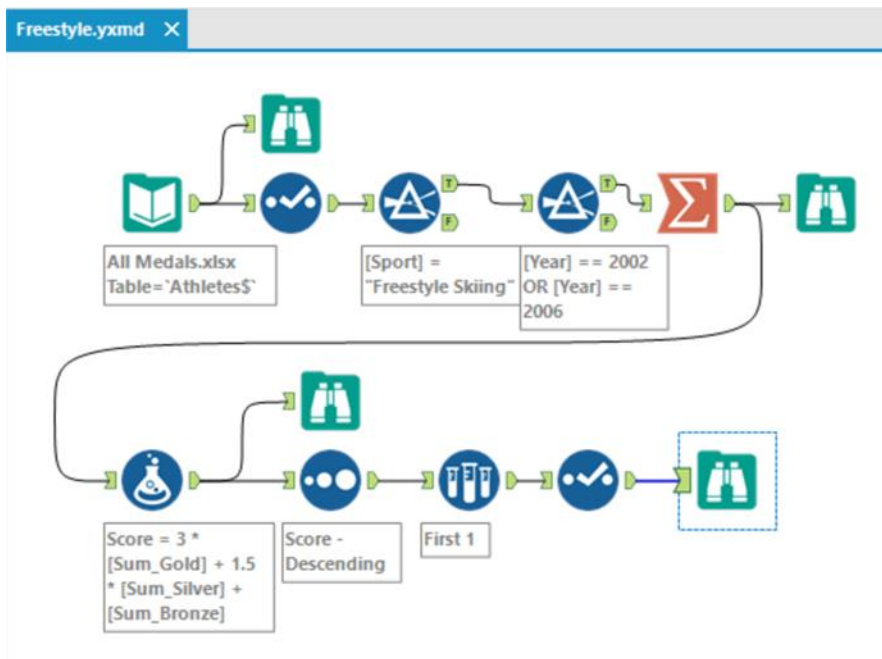 Freestyle.yxmd
T
T
F
F
All Medals.xlsx
Table=`Athletes$`
[Sport] =
"Freestyle Skiing"
[Year] == 2002
OR [Year] ==
2006
Score = 3 *
[Sum_Gold] + 1.5
* [Sum_Silver] +
[Sum_Bronze]
Score -
Descending
First 1